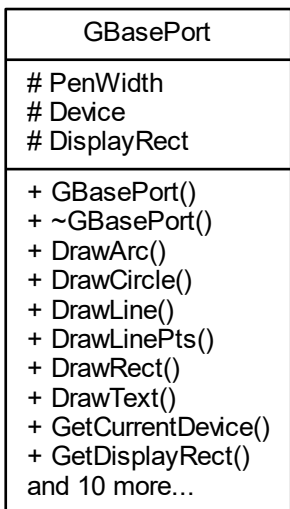 GBasePort
# PenWidth
# Device
# DisplayRect
+ GBasePort()
+ ~GBasePort()
+ DrawArc()
+ DrawCircle()
+ DrawLine()
+ DrawLinePts()
+ DrawRect()
+ DrawText()
+ GetCurrentDevice()
+ GetDisplayRect()
and 10 more...